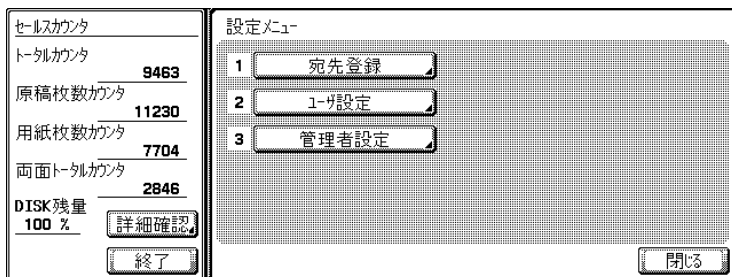 ｾｰﾙｽｶｳﾝﾀ
ﾄｰﾀﾙｶｳﾝﾀ
9463
原稿枚数ｶｳﾝﾀ
11230
用紙枚数ｶｳﾝﾀ
7704
両面ﾄｰﾀﾙｶｳﾝﾀ
2846
DISK残量
100 % 詳細確認
終了
設定ﾒﾆｭｰ
1 宛先登録
2 ﾕｰｻﾞ設定
3 管理者設定
閉じる